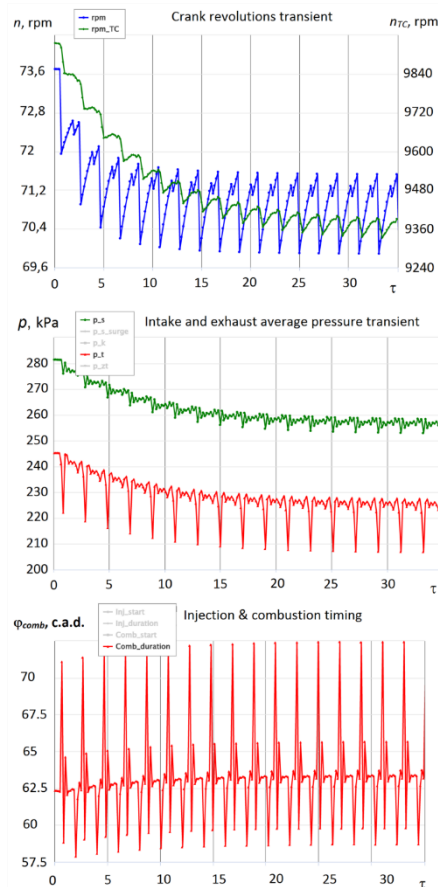 n, rpm
rpm
rpm_TC
Crank revolutions transient
n_TC, rpm
73,6
72,8
72
71,2
70,4
69,6
9840
9720
9600
9480
9360
9240
0 5 10 15 20 25 30 35
τ
p, kPa
p_s
p_s_surge
p_k
p_t
p_zt
Intake and exhaust average pressure transient
280
270
260
250
240
230
220
210
200
0 5 10 15 20 25 30
τ
φcomb, c.a.d.
Inj_start
Inj_duration
Comb_start
Comb_duration
Injection & combustion timing
70
67.5
65
62.5
60
57.5
0 5 10 15 20 25 30
τ